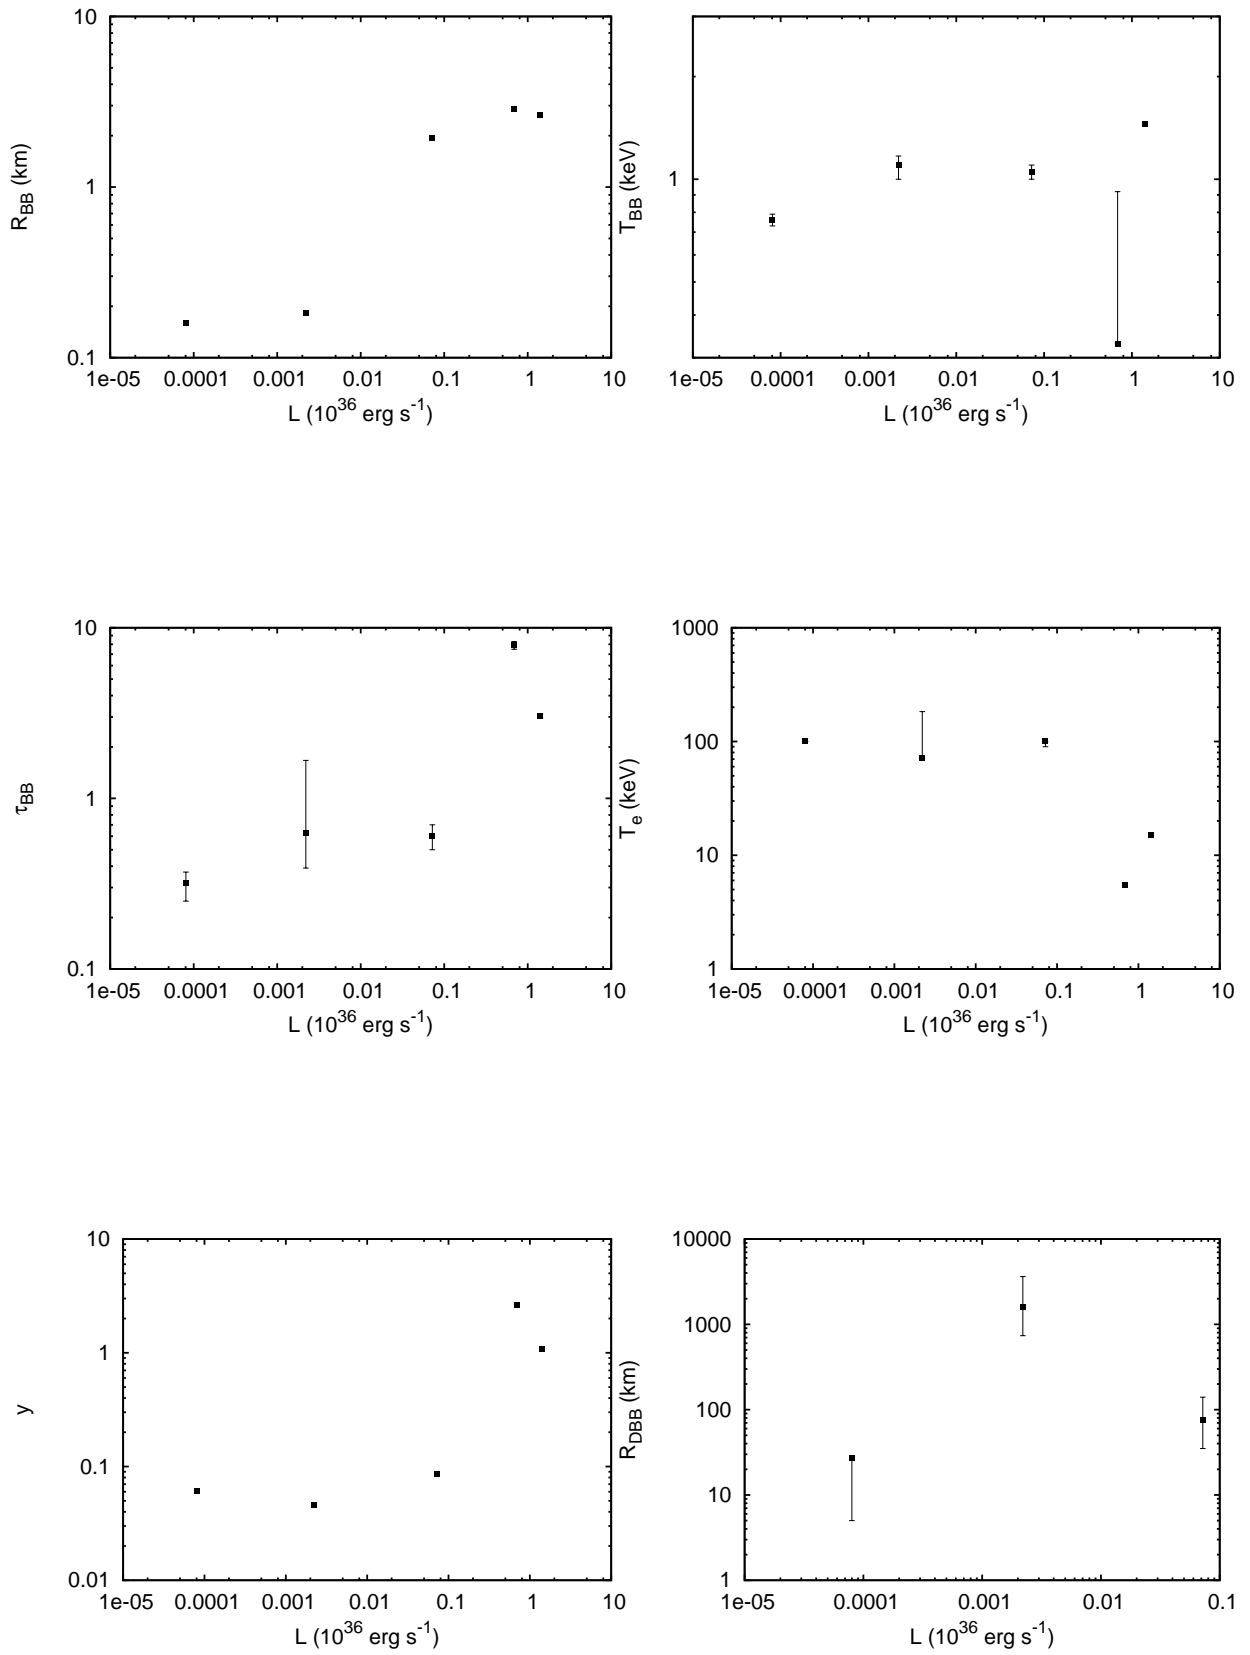 10
1
0.1
R_BB (km)
1e-05 0.0001 0.001 0.01 0.1 1 10
L (10^36 erg s^-1)
1
T_BB (keV)
1e-05 0.0001 0.001 0.01 0.1 1 10
L (10^36 erg s^-1)
10
1
0.1
τ_BB
1e-05 0.0001 0.001 0.01 0.1 1 10
L (10^36 erg s^-1)
1000
100
10
1
T_e (keV)
1e-05 0.0001 0.001 0.01 0.1 1 10
L (10^36 erg s^-1)
10
1
0.1
0.01
y
1e-05 0.0001 0.001 0.01 0.1 1 10
L (10^36 erg s^-1)
10000
1000
100
10
1
R_DBB (km)
1e-05 0.0001 0.001 0.01 0.1
L (10^36 erg s^-1)